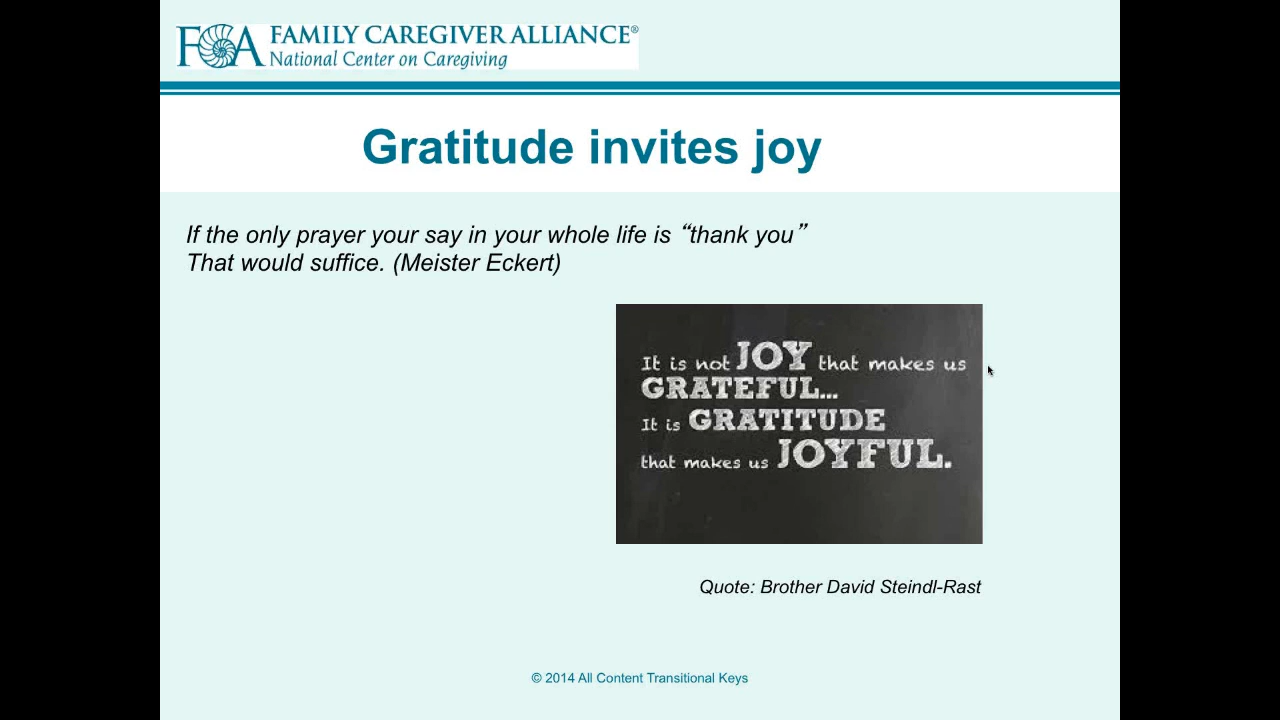 FCA FAMILY CAREGIVER ALLIANCE®
National Center on Caregiving
Gratitude invites joy
If the only prayer your say in your whole life is “thank you”
That would suffice. (Meister Eckert)
It is not JOY that makes us
GRATEFUL...
It is GRATITUDE
that makes us JOYFUL.
Quote: Brother David Steindl-Rast
© 2014 All Content Transitional Keys